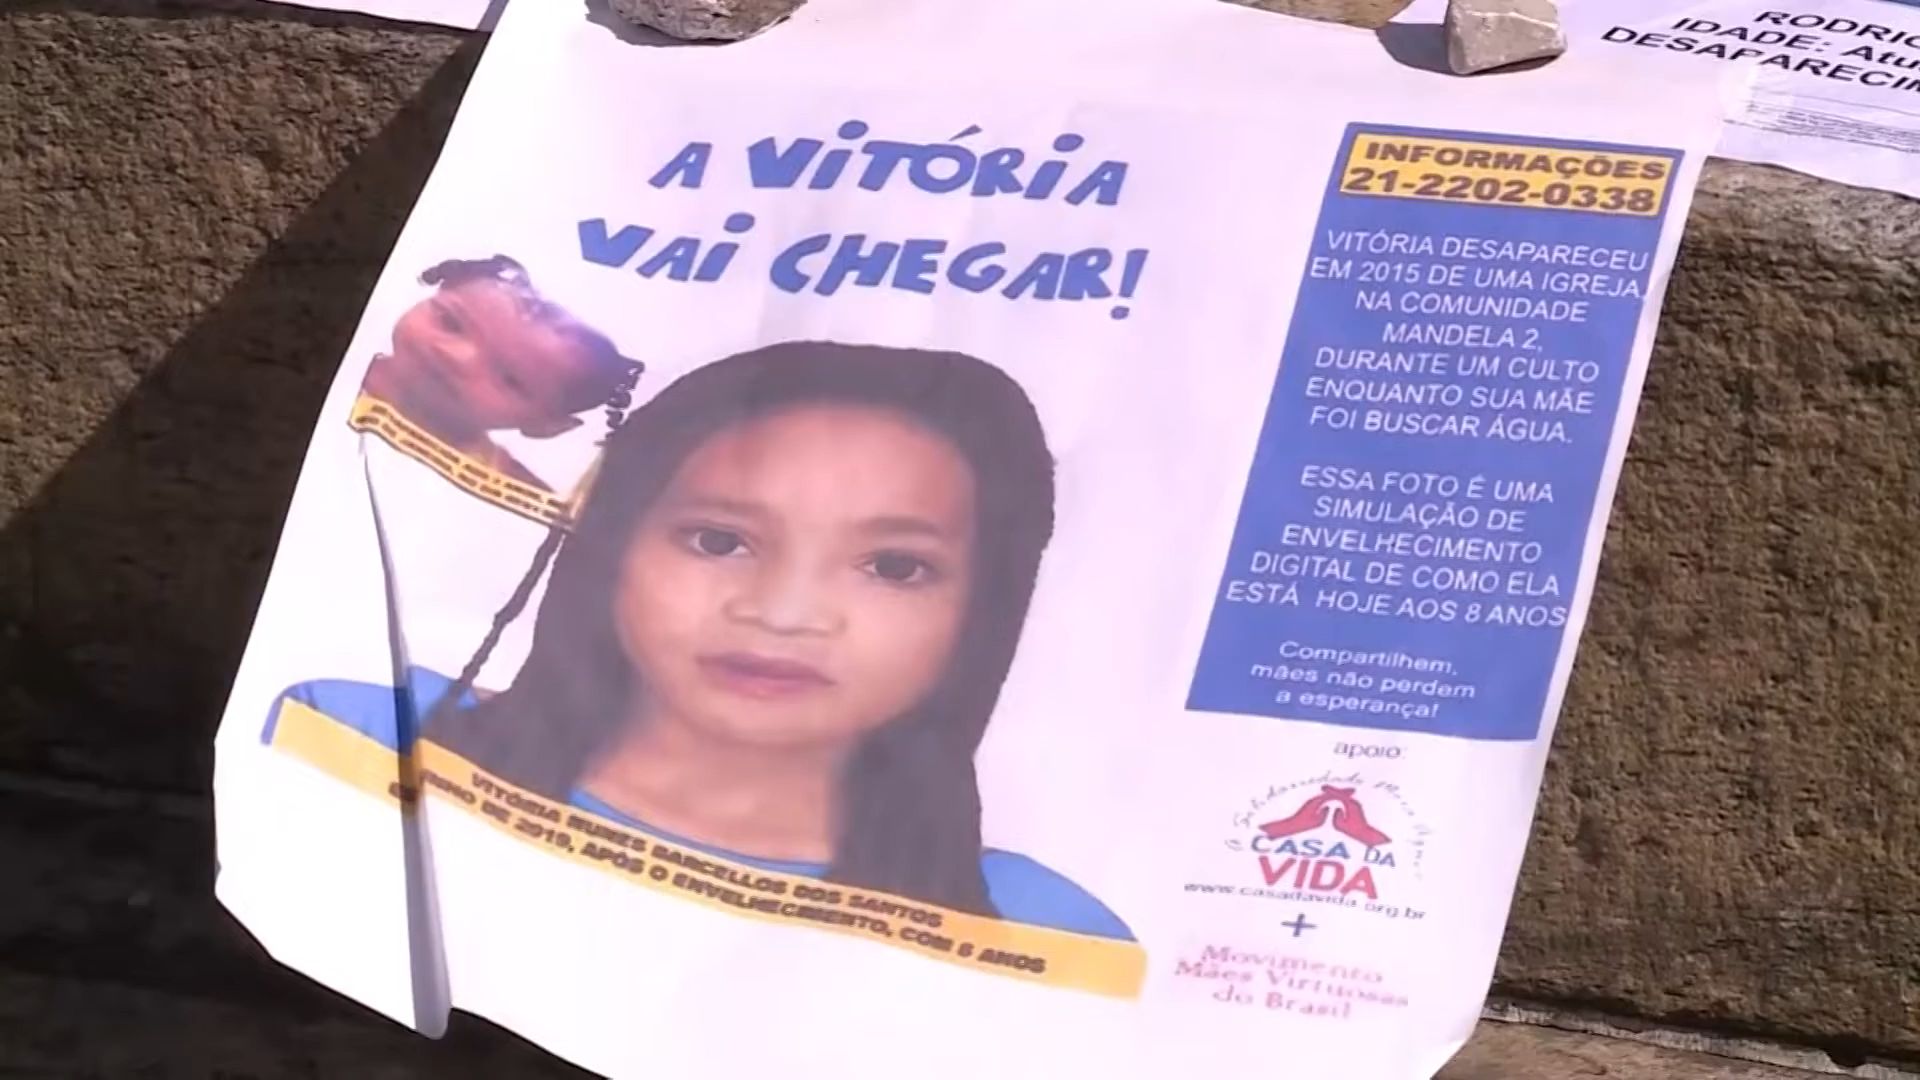 A VITÓRIA
VAI CHEGAR!
INFORMAÇÕES
21-2202-0338
VITÓRIA DESAPARECEU
EM 2015 DE UMA IGREJA
NA COMUNIDADE
MANDELA 2,
DURANTE UM CULTO
ENQUANTO SUA MÃE
FOI BUSCAR ÁGUA.
ESSA FOTO É UMA
SIMULAÇÃO DE
ENVELHECIMENTO
DIGITAL DE COMO ELA
ESTÁ HOJE AOS 8 ANOS
Compartilhem,
mães não perdem
a esperança!
apoio:
Solidariedade
CASA DA
VIDA
www.casadavida.org.br
+
Movimento
Mães Virtuosas
do Brasil
VITÓRIA NUNES BARCELLOS DOS SANTOS
DE 2019, APÓS O ENVELHECIMENTO, COM 8 ANOS
IDADE: